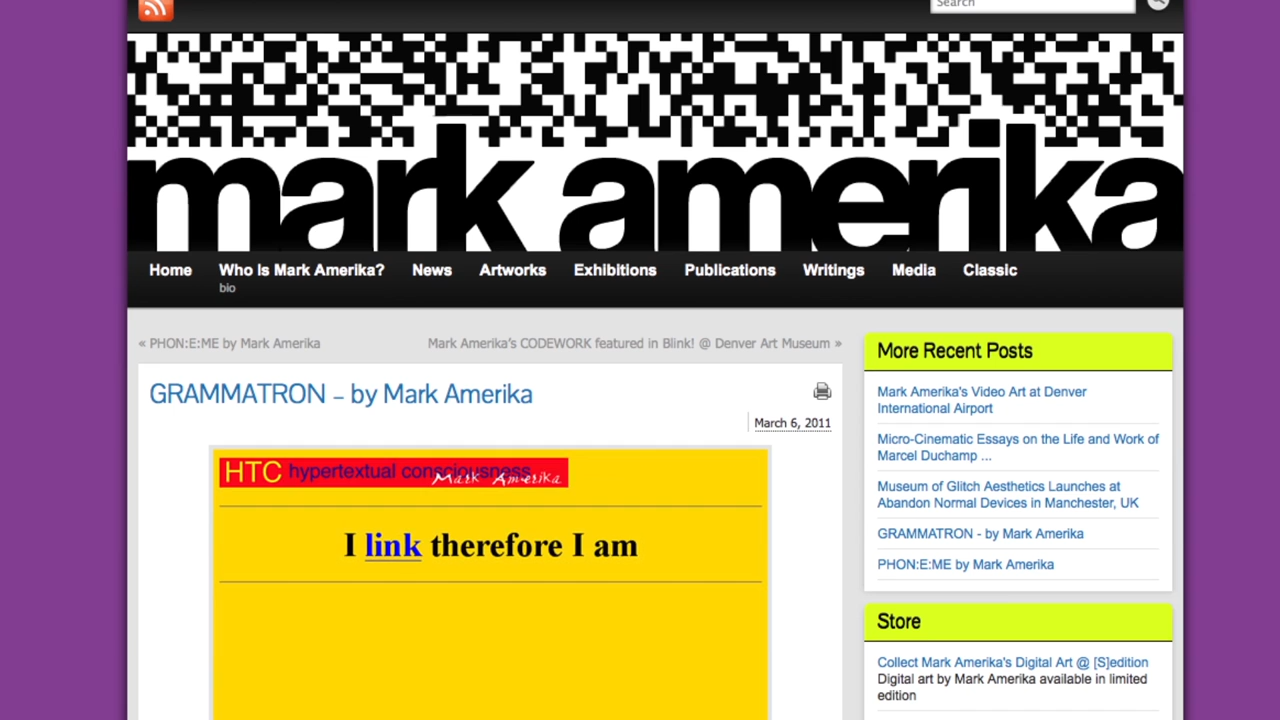 Search
mark amerika
Home Who is Mark Amerika? News Artworks Exhibitions Publications Writings Media Classic
bio
« PHON:E:ME by Mark Amerika Mark Amerika’s CODEWORK featured in Blink! @ Denver Art Museum »
GRAMMATRON – by Mark Amerika
March 6, 2011
HTC hypertextual consciousness
Mark Amerika
I link therefore I am
More Recent Posts
Mark Amerika's Video Art at Denver
International Airport
Micro-Cinematic Essays on the Life and Work of
Marcel Duchamp ...
Museum of Glitch Aesthetics Launches at
Abandon Normal Devices in Manchester, UK
GRAMMATRON - by Mark Amerika
PHON:E:ME by Mark Amerika
Store
Collect Mark Amerika's Digital Art @ [S]edition
Digital art by Mark Amerika available in limited
edition